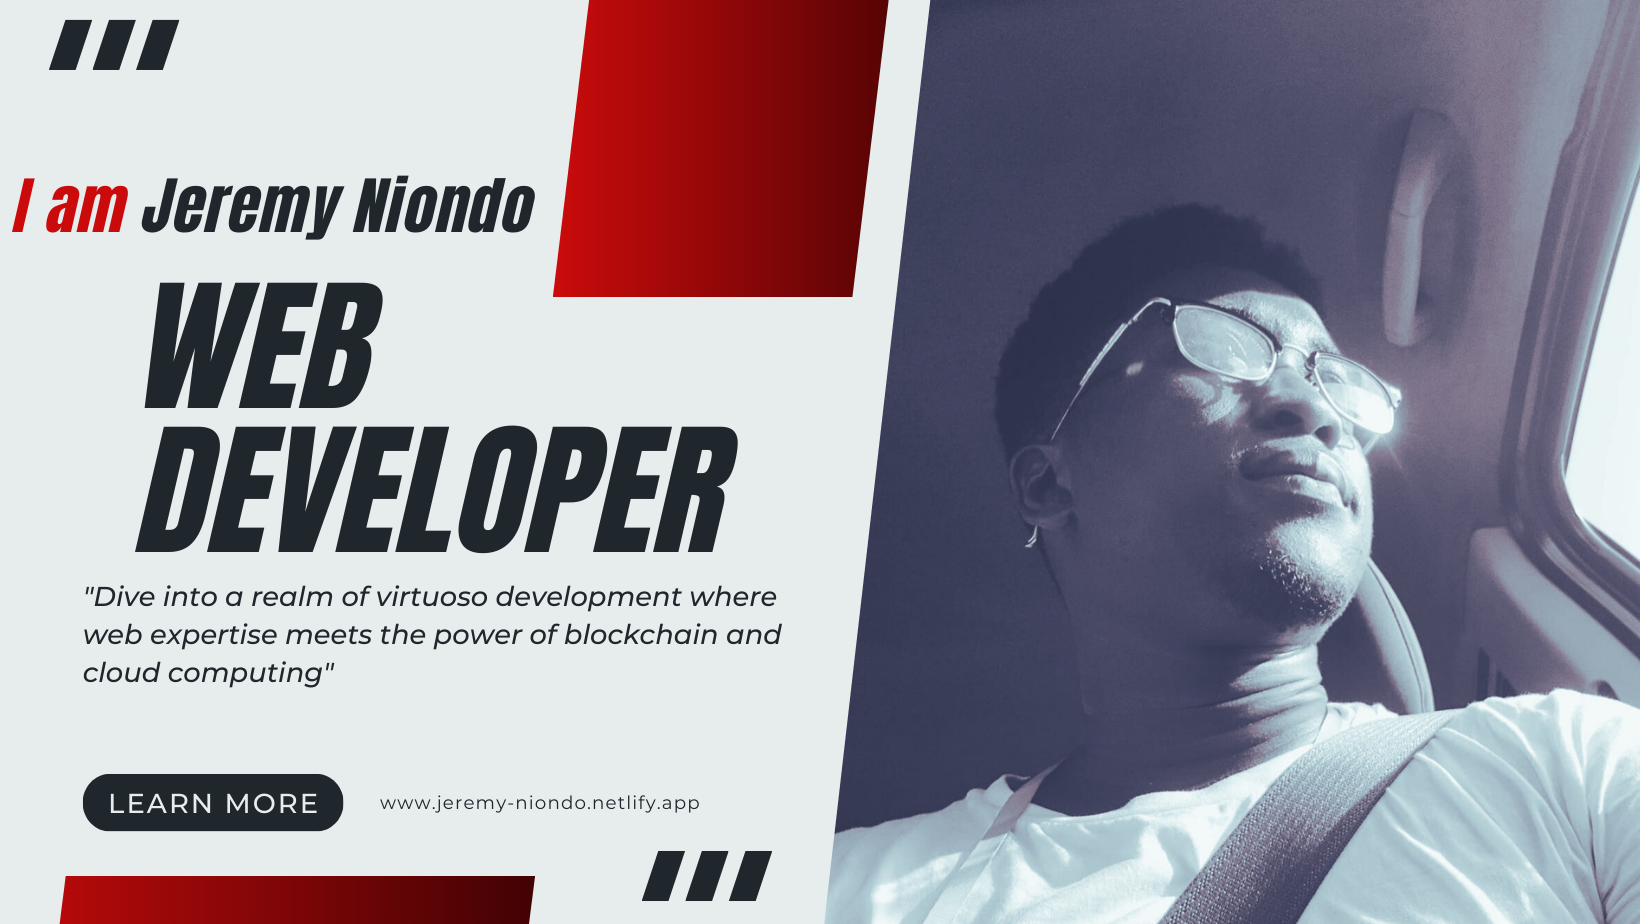 I am Jeremy Niondo
WEB
DEVELOPER
"Dive into a realm of virtuoso development where
web expertise meets the power of blockchain and
cloud computing"
LEARN MORE
www.jeremy-niondo.netlify.app